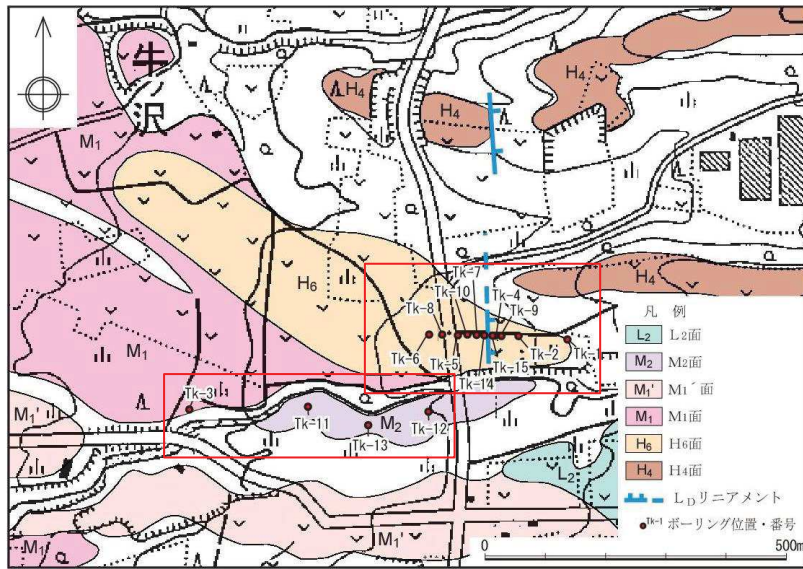 牛ノ沢
M1
H4
H4
H4
H6
H4
M1
Tk-7
Tk-10
Tk-8
Tk-4
Tk-9
Tk-6
Tk-5
Tk-14
Tk-15
Tk-2
Tk-1
Tk-3
M1'
Tk-11
M2
Tk-12
Tk-13
L2
M1'
M1
凡 例
L2 L2面
M2 M2面
M1' M1´面
M1 M1面
H6 H6面
H4 H4面
LDリニアメント
Tk-1 ボーリング位置・番号
0 500m